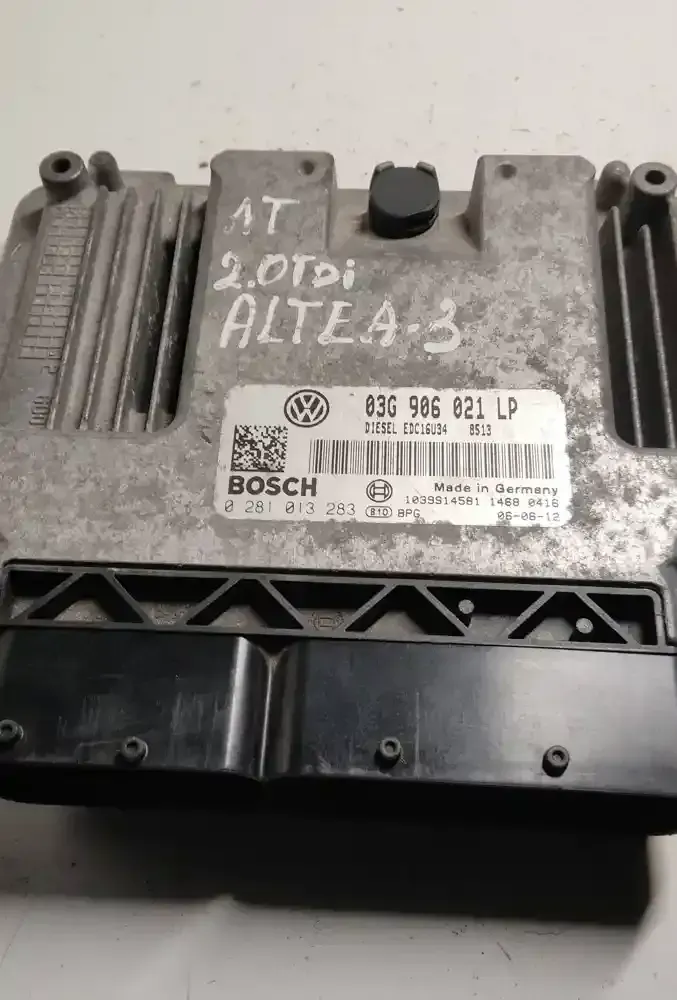 AT
2.0TDi
ALTEA-3
03G 906 021 LP
DIESEL EDC16U34 8513
BOSCH
Made in Germany
1039S14581 1468 0416
0 281 013 283 B10 BPG 06-06-12